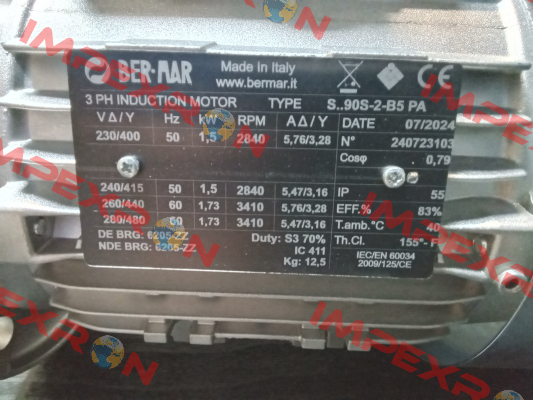 BER-MAR
Made in Italy
www.bermar.it
CE
3 PH INDUCTION MOTOR TYPE S..90S-2-B5 PA
V Δ / Y Hz kW RPM A Δ / Y DATE 07/2024
230/400 50 1,5 2840 5,76/3,28 N° 240723103
Cosφ 0,79
240/415 50 1,5 2840 5,47/3,16 IP 55
260/440 60 1,73 3410 5,76/3,28 EFF.% 83%
280/480 60 1,73 3410 5,47/3,16 T.amb.°C 40
DE BRG: 6205-ZZ Duty: S3 70% Th.Cl. 155°- F
NDE BRG: 6205-ZZ IC 411 IEC/EN 60034
Kg: 12,5 2009/125/CE
IMPEXRON
IMPEXRON
IMPEXRON